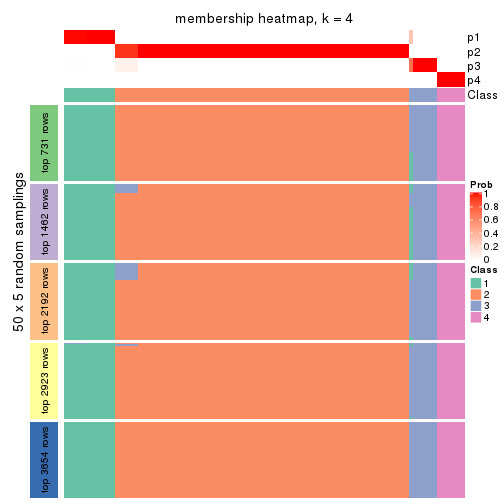 membership heatmap, k = 4
p1
p2
p3
p4
Class
50 x 5 random samplings
top 731 rows
top 1462 rows
top 2192 rows
top 2923 rows
top 3654 rows
Prob
1
0.8
0.6
0.4
0.2
0
Class
1
2
3
4